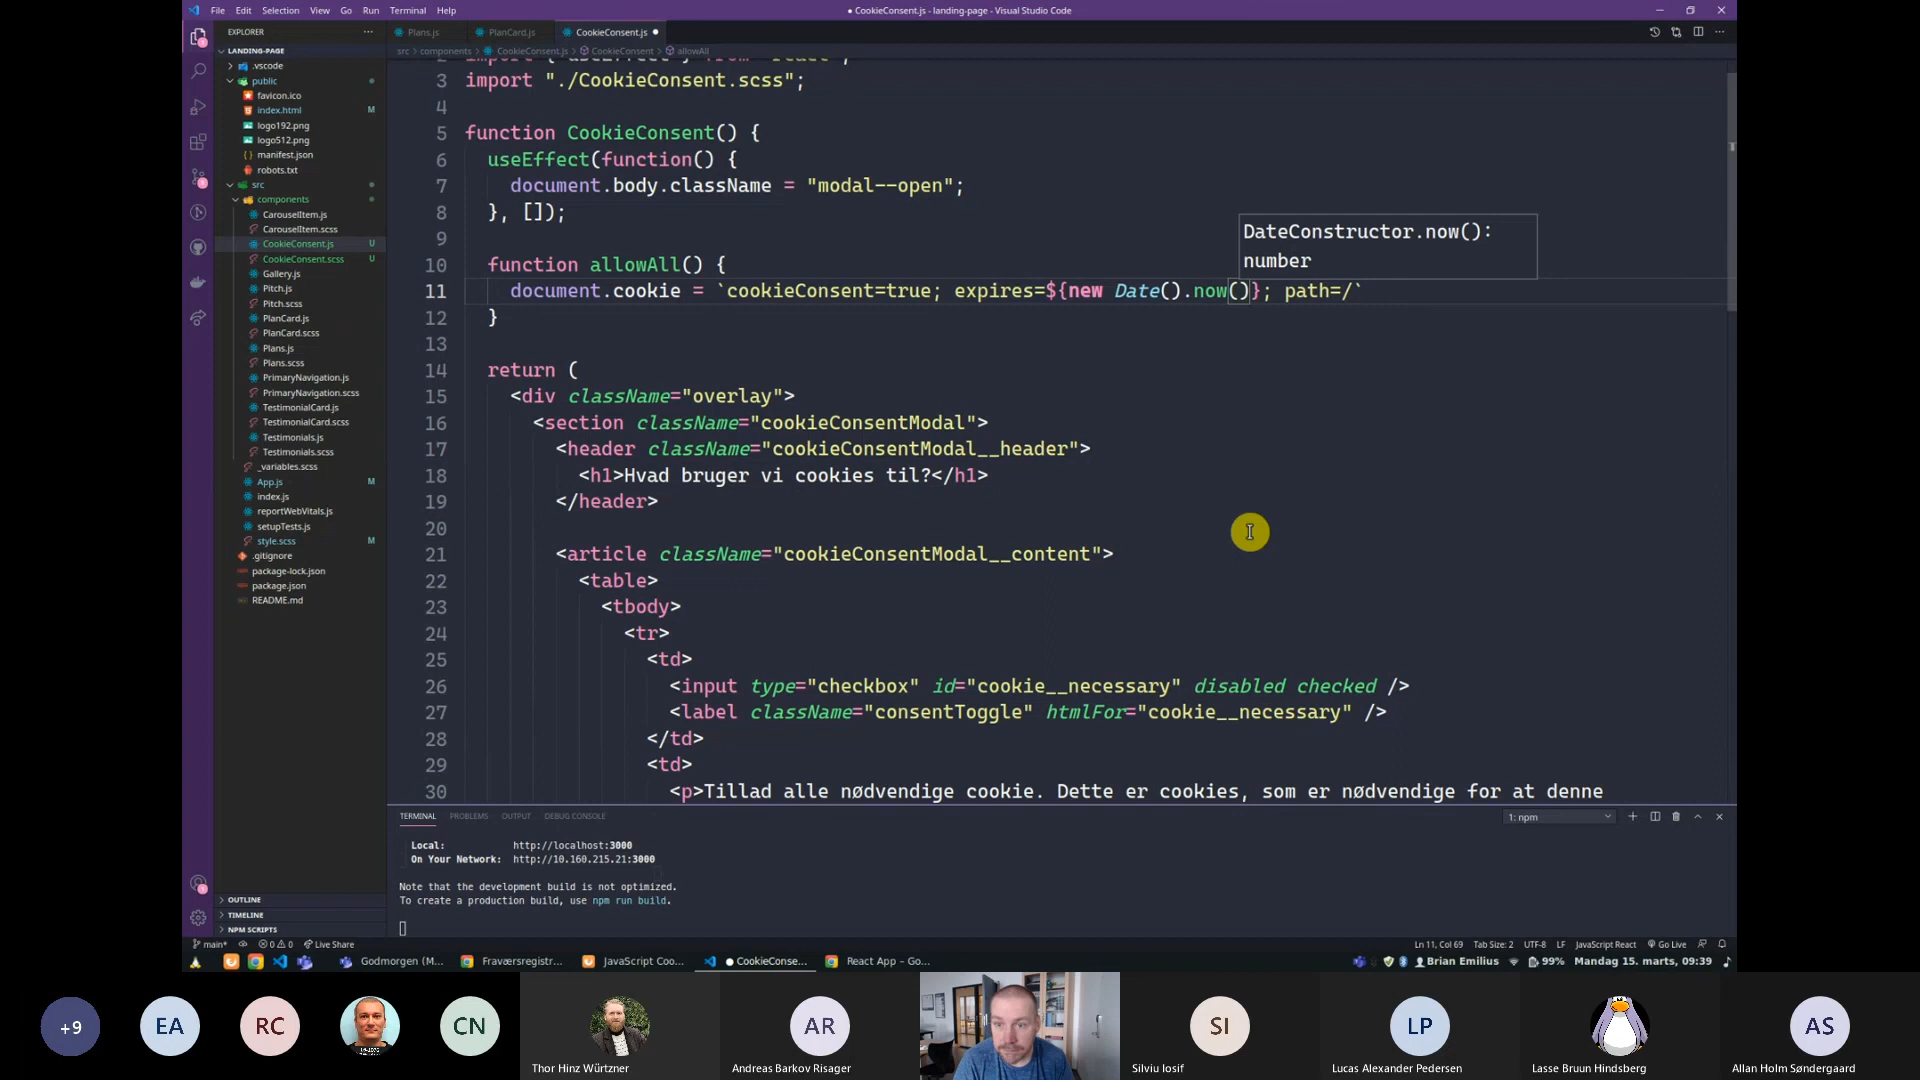 File Edit Selection View Go Run Terminal Help
● CookieConsent.js - landing-page - Visual Studio Code
EXPLORER
Plans.js
PlanCard.js
CookieConsent.js
LANDING-PAGE
src > components > CookieConsent.js > CookieConsent > allowAll
.vscode
public
favicon.ico
index.html M
logo192.png
logo512.png
manifest.json
robots.txt
src
components
CarouselItem.js
CarouselItem.scss
CookieConsent.js U
CookieConsent.scss U
Gallery.js
Pitch.js
Pitch.scss
PlanCard.js
PlanCard.scss
Plans.js
Plans.scss
PrimaryNavigation.js
PrimaryNavigation.scss
TestimonialCard.js
TestimonialCard.scss
Testimonials.js
Testimonials.scss
_variables.scss
App.js M
index.js
reportWebVitals.js
setupTests.js
style.scss M
.gitignore
package-lock.json
package.json
README.md
OUTLINE
TIMELINE
NPM SCRIPTS
2 import { useEffect } from "react";
3 import "./CookieConsent.scss";
4
5 function CookieConsent() {
6 useEffect(function() {
7 document.body.className = "modal--open";
8 }, []);
9
DateConstructor.now():
number
10 function allowAll() {
11 document.cookie = `cookieConsent=true; expires=${new Date().now()}; path=/`
12 }
13
14 return (
15 <div className="overlay">
16 <section className="cookieConsentModal">
17 <header className="cookieConsentModal__header">
18 <h1>Hvad bruger vi cookies til?</h1>
19 </header>
20
21 <article className="cookieConsentModal__content">
22 <table>
23 <tbody>
24 <tr>
25 <td>
26 <input type="checkbox" id="cookie__necessary" disabled checked />
27 <label className="consentToggle" htmlFor="cookie__necessary" />
28 </td>
29 <td>
30 <p>Tillad alle nødvendige cookie. Dette er cookies, som er nødvendige for at denne
TERMINAL PROBLEMS OUTPUT DEBUG CONSOLE
1: npm
Local: http://localhost:3000
On Your Network: http://10.160.215.21:3000
Note that the development build is not optimized.
To create a production build, use npm run build.
main* 0 0 Live Share
Ln 11, Col 69 Tab Size: 2 UTF-8 LF JavaScript React Go Live
Godmorgen (M...
Fraværsregistr...
JavaScript Coo...
● CookieConse...
React App – Go...
Brian Emilius 99% Mandag 15. marts, 09:39
+9
EA
RC
CN
Thor Hinz Würtzner
AR
Andreas Barkov Risager
SI
Silviu Iosif
LP
Lucas Alexander Pedersen
Lasse Bruun Hindsberg
AS
Allan Holm Søndergaard